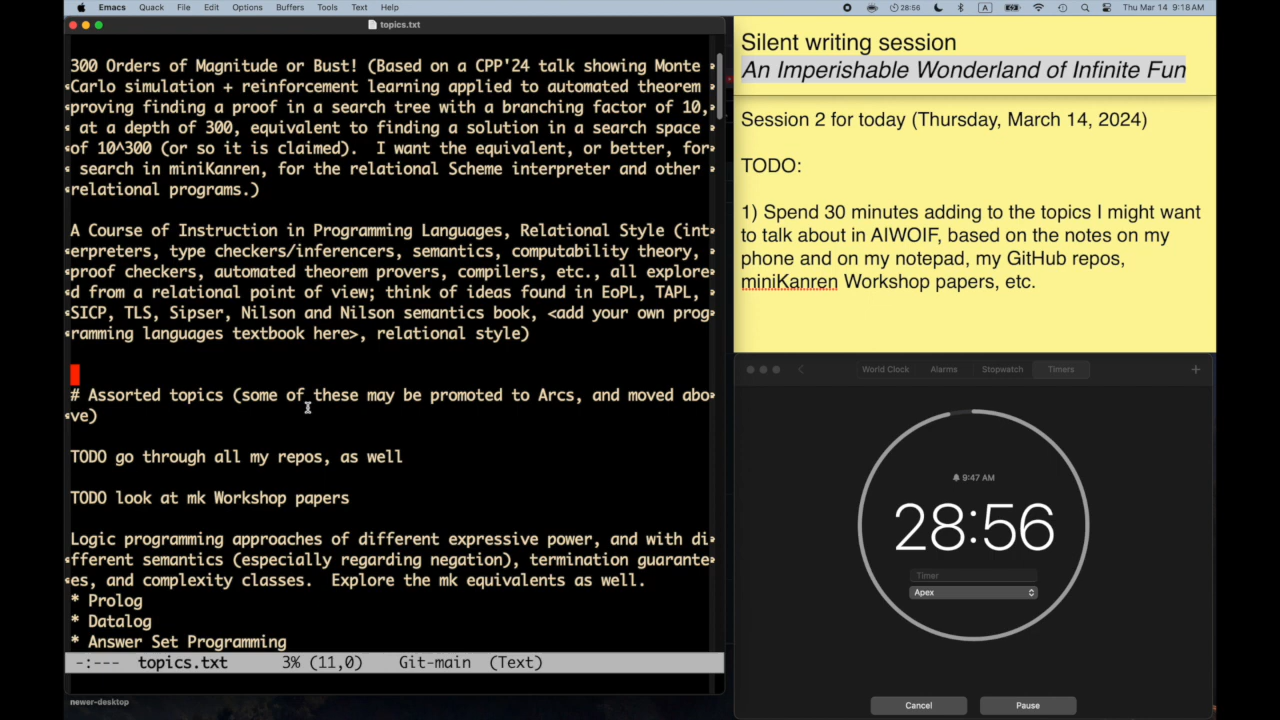 Emacs Quack File Edit Options Buffers Tools Text Help
28:56 A Thu Mar 14 9:18 AM
topics.txt
300 Orders of Magnitude or Bust! (Based on a CPP'24 talk showing Monte
Carlo simulation + reinforcement learning applied to automated theorem
proving finding a proof in a search tree with a branching factor of 10,
at a depth of 300, equivalent to finding a solution in a search space
of 10^300 (or so it is claimed). I want the equivalent, or better, for
search in miniKanren, for the relational Scheme interpreter and other
relational programs.)
A Course of Instruction in Programming Languages, Relational Style (int
erpreters, type checkers/inferencers, semantics, computability theory,
proof checkers, automated theorem provers, compilers, etc., all explore
d from a relational point of view; think of ideas found in EoPL, TAPL,
SICP, TLS, Sipser, Nilson and Nilson semantics book, <add your own prog
ramming languages textbook here>, relational style)
# Assorted topics (some of these may be promoted to Arcs, and moved abo
ve)
TODO go through all my repos, as well
TODO look at mk Workshop papers
Logic programming approaches of different expressive power, and with di
fferent semantics (especially regarding negation), termination guarante
es, and complexity classes. Explore the mk equivalents as well.
* Prolog
* Datalog
* Answer Set Programming
-:--- topics.txt 3% (11,0) Git-main (Text)
newer-desktop
Silent writing session
An Imperishable Wonderland of Infinite Fun
Session 2 for today (Thursday, March 14, 2024)
TODO:
1) Spend 30 minutes adding to the topics I might want
to talk about in AIWOIF, based on the notes on my
phone and on my notepad, my GitHub repos,
miniKanren Workshop papers, etc.
World Clock Alarms Stopwatch Timers
9:47 AM
28:56
Timer
Apex
Cancel Pause